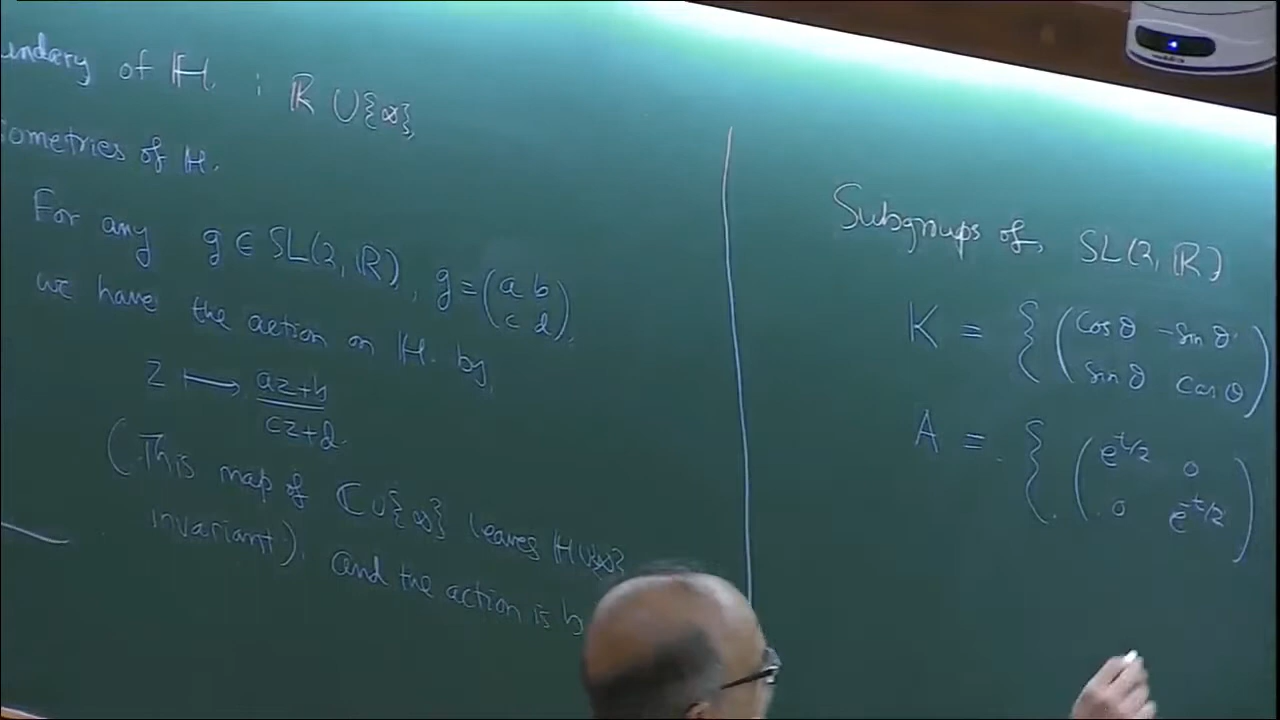 undary of ℍ : ℝ ∪{∞},
sometries of ℍ.
For any g ∈ SL(2, ℝ), g = (a b
c d),
we have the action on ℍ by,
z ⟼ az+b
cz+d.
(This map of ℂ∪{∞} leaves ℍ∪{∞}
invariant), and the action is b
Subgroups of SL(2, ℝ)
K = { (cos θ -sin θ
sin θ cos θ)
A = { (e^{t/2} 0
0 e^{-t/2})